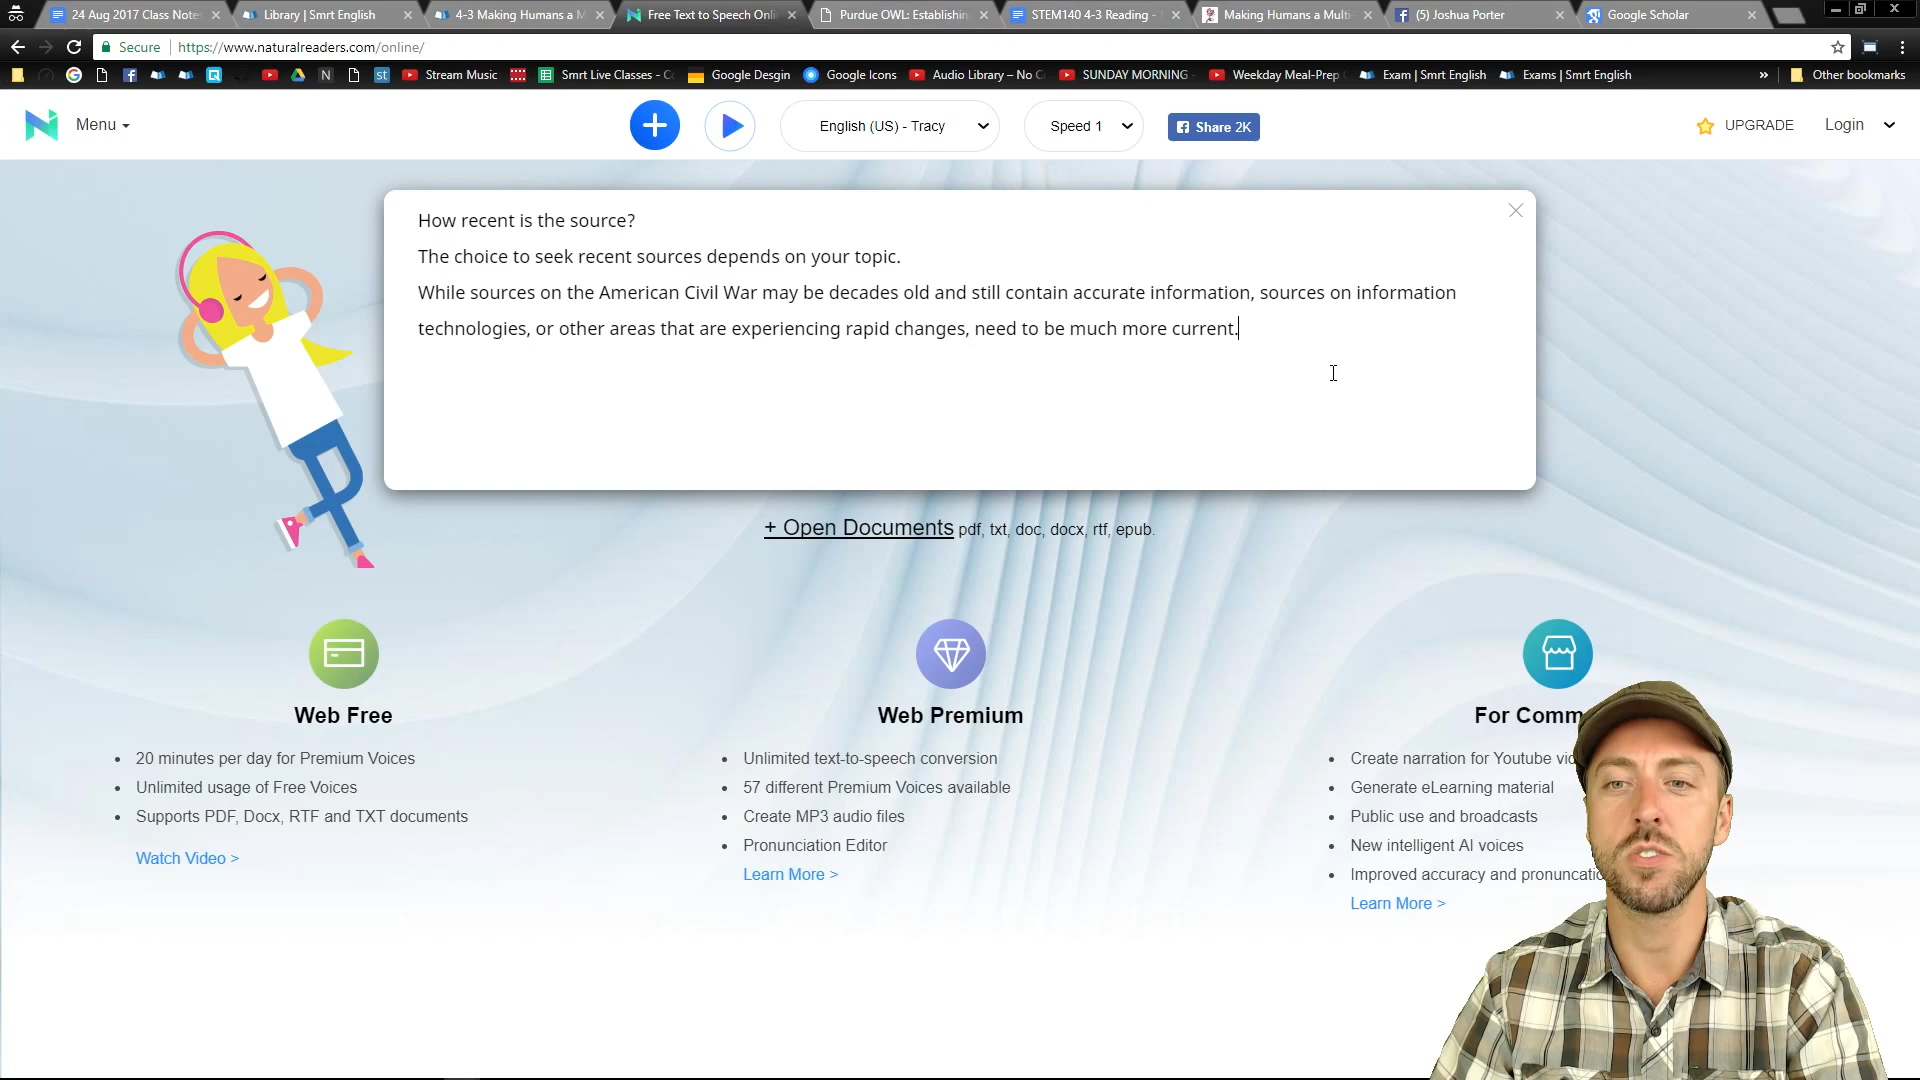 24 Aug 2017 Class Notes
Library | Smrt English
4-3 Making Humans a M
Free Text to Speech Onli
Purdue OWL: Establishin
STEM140 4-3 Reading -
Making Humans a Multi-
(5) Joshua Porter
Google Scholar
Secure
https://www.naturalreaders.com/online/
Stream Music
Smrt Live Classes - Co
Google Desgin
Google Icons
Audio Library – No C
SUNDAY MORNING
Weekday Meal-Prep
Exam | Smrt English
Exams | Smrt English
»
Other bookmarks
Menu
English (US) - Tracy
Speed 1
Share 2K
UPGRADE
Login
How recent is the source?
The choice to seek recent sources depends on your topic.
While sources on the American Civil War may be decades old and still contain accurate information, sources on information
technologies, or other areas that are experiencing rapid changes, need to be much more current.
+ Open Documents pdf, txt, doc, docx, rtf, epub.
Web Free
• 20 minutes per day for Premium Voices
• Unlimited usage of Free Voices
• Supports PDF, Docx, RTF and TXT documents
Watch Video >
Web Premium
• Unlimited text-to-speech conversion
• 57 different Premium Voices available
• Create MP3 audio files
• Pronunciation Editor
Learn More >
For Comm
• Create narration for Youtube vid
• Generate eLearning material
• Public use and broadcasts
• New intelligent AI voices
• Improved accuracy and pronuncatio
Learn More >